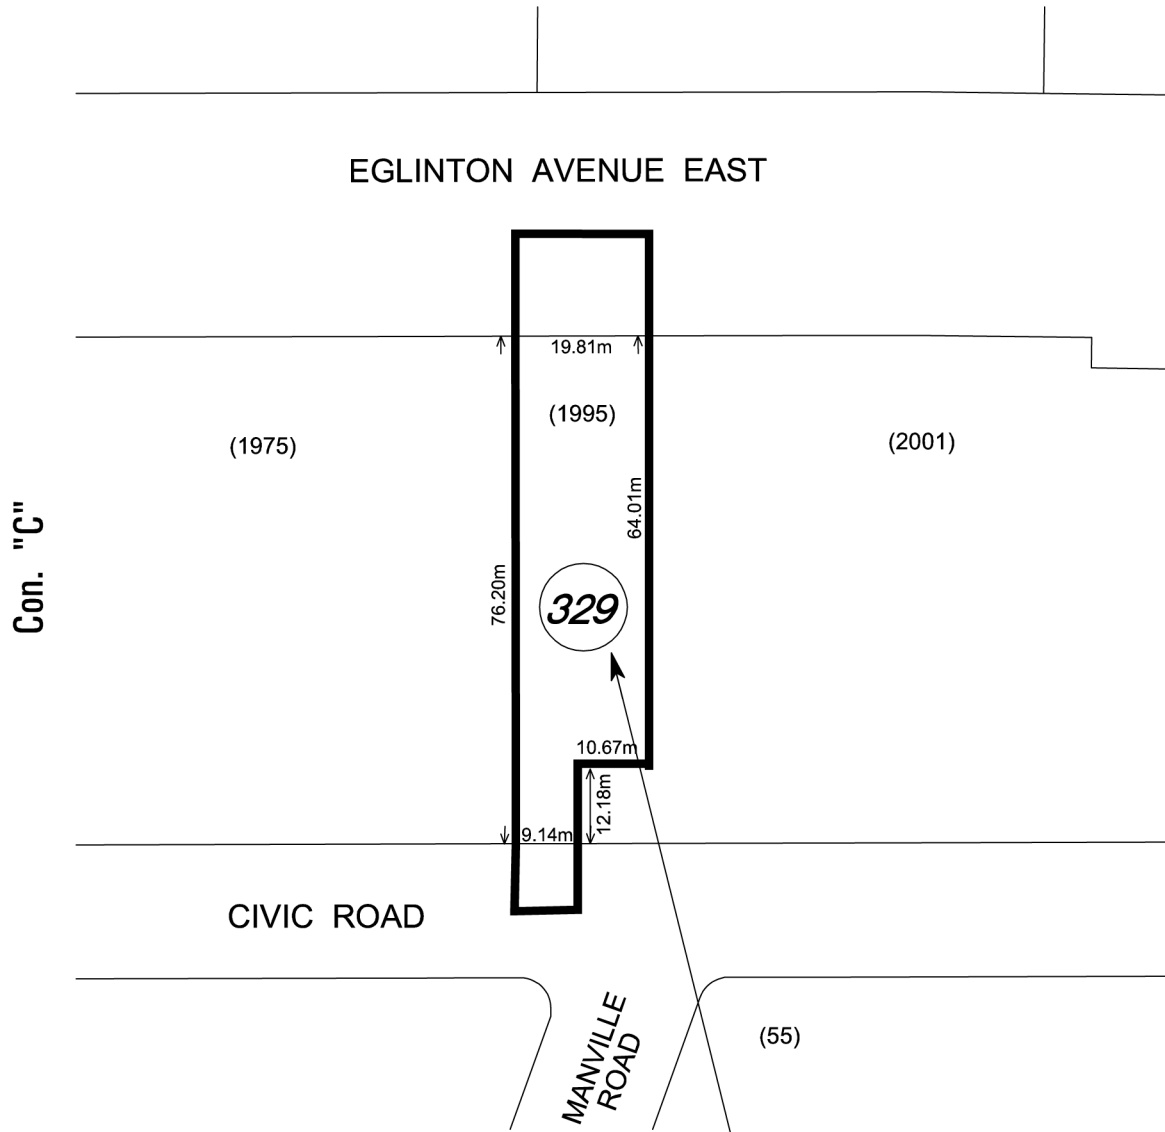 EGLINTON AVENUE EAST
19.81m
(1995)
(1975)
(2001)
Con. "C"
64.01m
76.20m
329
10.67m
12.18m
9.14m
CIVIC ROAD
MANVILLE
ROAD
(55)